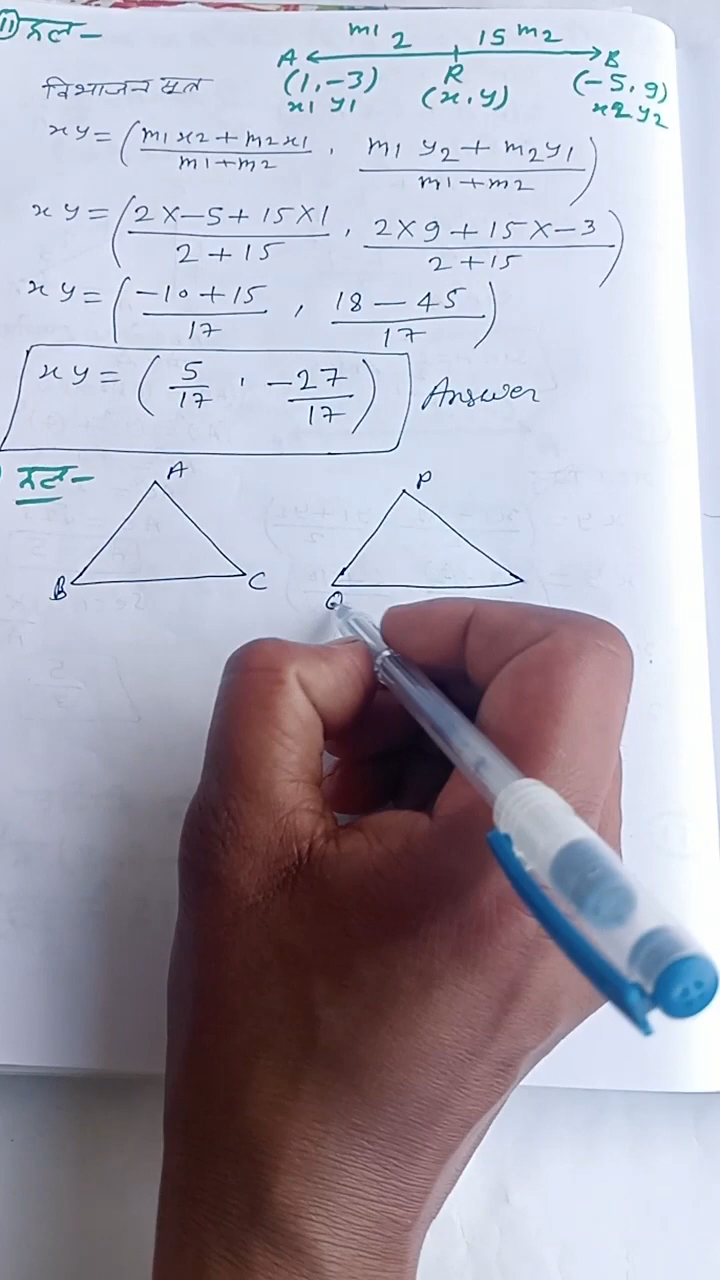 11) हल-
m1 2 15 m2
A R B
(1,-3) (x,y) (-5,9)
x1 y1 x2 y2
विभाजन सूत्र
xy = (m1x2+m2x1/m1+m2 , m1 y2+m2y1/m1+m2)
xy = (2×-5+15×1/2+15 , 2×9+15×-3/2+15)
xy = (-10+15/17 , 18-45/17)
xy = (5/17 , -27/17) Answer
हल-
A P
B C Q